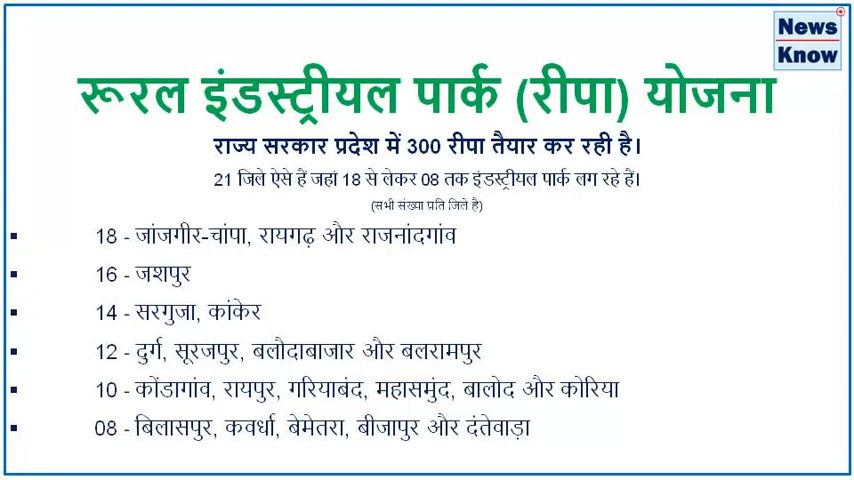 News
Know
रूरल इंडस्ट्रीयल पार्क (रीपा) योजना
राज्य सरकार प्रदेश में 300 रीपा तैयार कर रही है।
21 जिले ऐसे हैं जहां 18 से लेकर 08 तक इंडस्ट्रीयल पार्क लग रहे हैं।
(सभी संख्या प्रति जिले है)
▪ 18 - जांजगीर-चांपा, रायगढ़ और राजनांदगांव
▪ 16 - जशपुर
▪ 14 - सरगुजा, कांकेर
▪ 12 - दुर्ग, सूरजपुर, बलौदाबाजार और बलरामपुर
▪ 10 - कोंडागांव, रायपुर, गरियाबंद, महासमुंद, बालोद और कोरिया
▪ 08 - बिलासपुर, कवर्धा, बेमेतरा, बीजापुर और दंतेवाड़ा